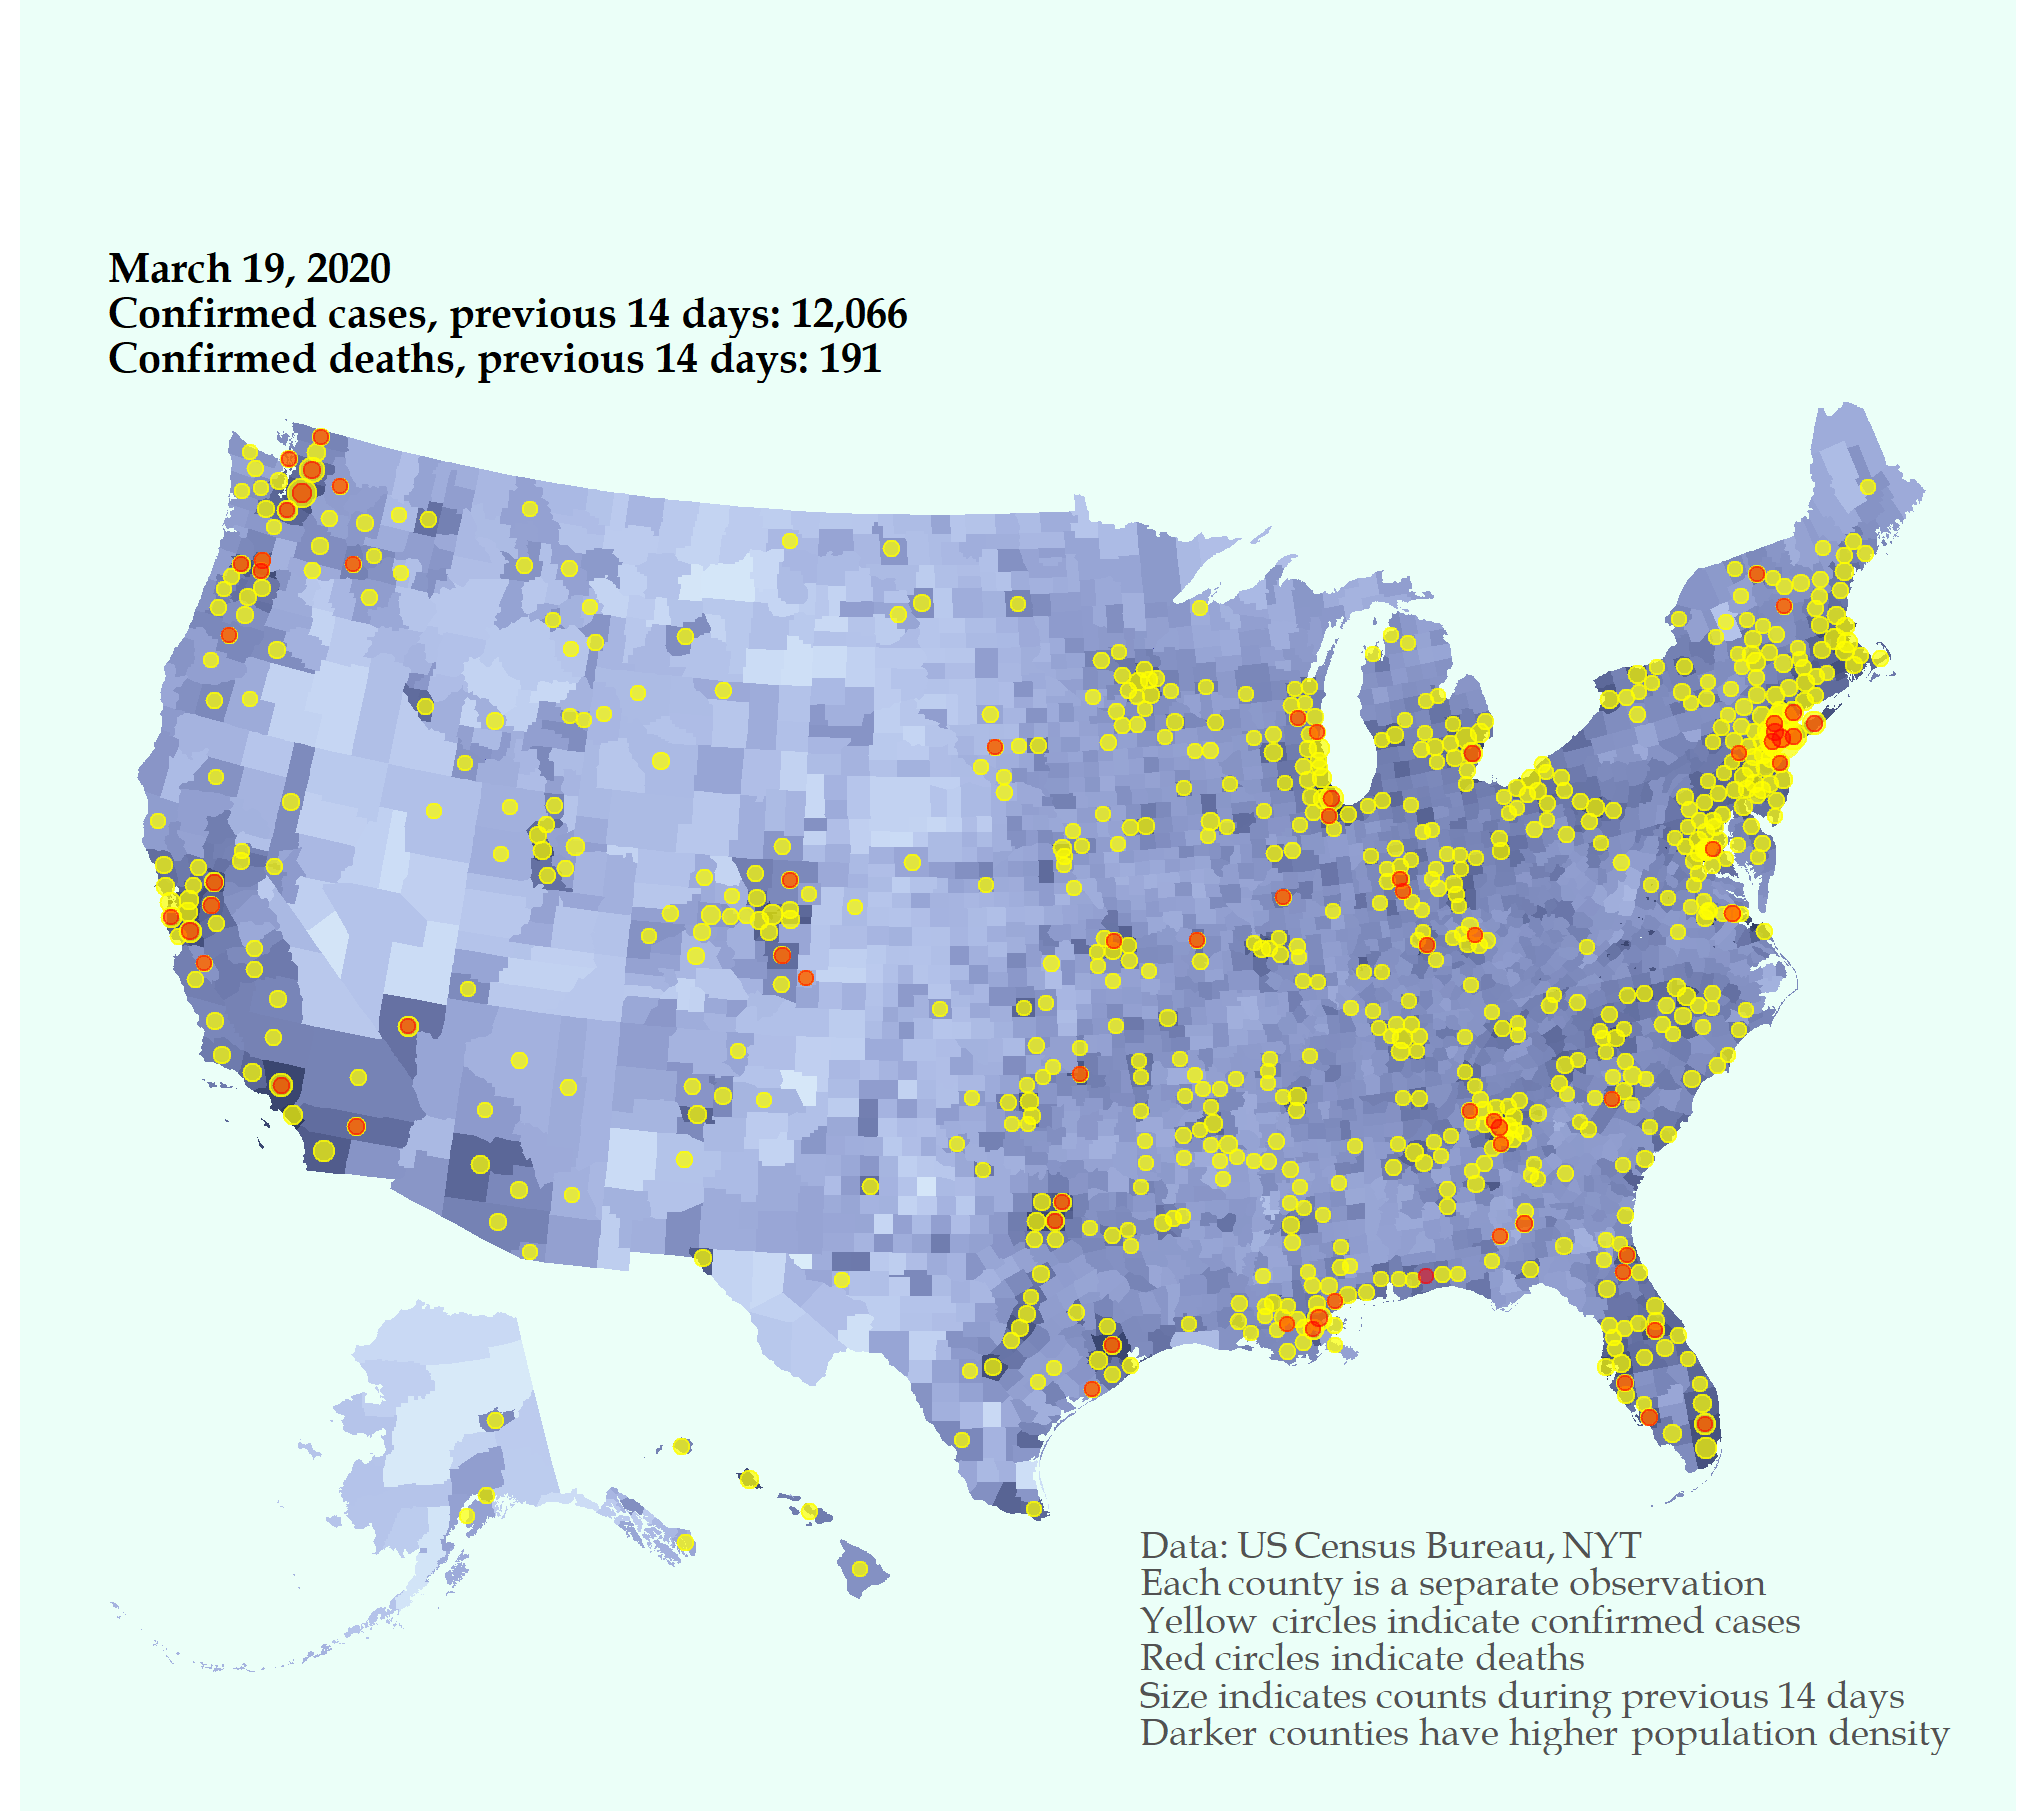 March 19, 2020
Confirmed cases, previous 14 days: 12,066
Confirmed deaths, previous 14 days: 191
Data: US Census Bureau, NYT
Each county is a separate observation
Yellow circles indicate confirmed cases
Red circles indicate deaths
Size indicates counts during previous 14 days
Darker counties have higher population density